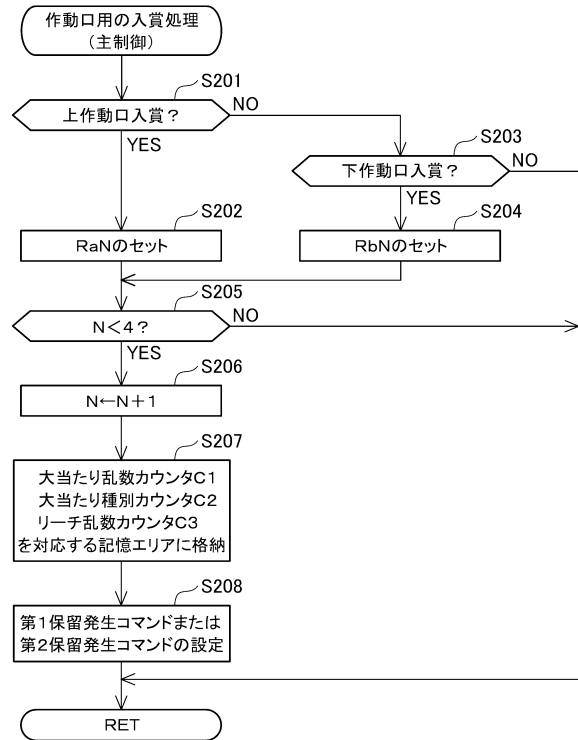 作動口用の入賞処理
（主制御）
S201
上作動口入賞？
NO
YES
S203
下作動口入賞？
NO
YES
S202
RaNのセット
S204
RbNのセット
S205
N＜4？
NO
YES
S206
N←N＋1
S207
大当たり乱数カウンタC1
大当たり種別カウンタC2
リーチ乱数カウンタC3
を対応する記憶エリアに格納
S208
第1保留発生コマンドまたは
第2保留発生コマンドの設定
RET